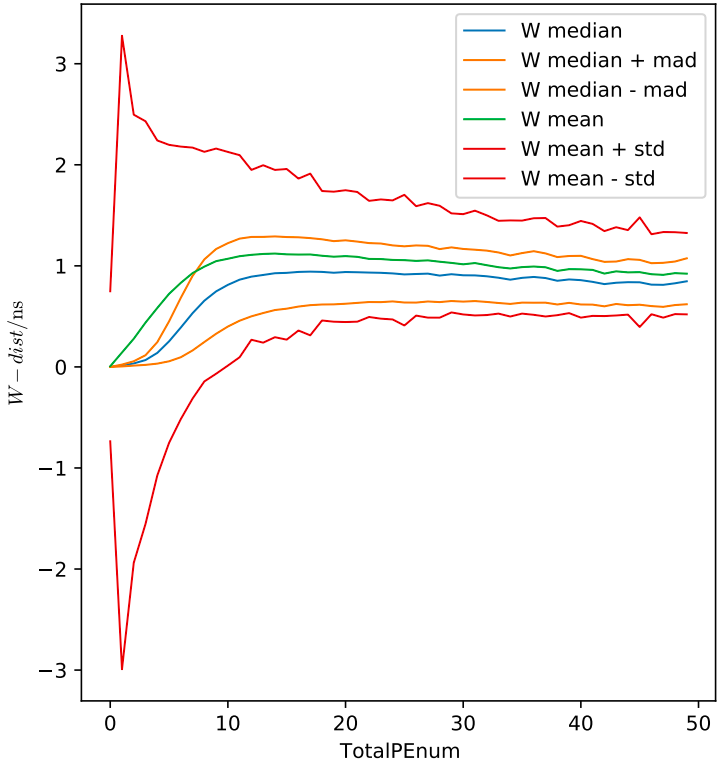 W median
W median + mad
W median - mad
W mean
W mean + std
W mean - std
3
2
1
0
−1
−2
−3
W − dist/ns
0 10 20 30 40 50
TotalPEnum